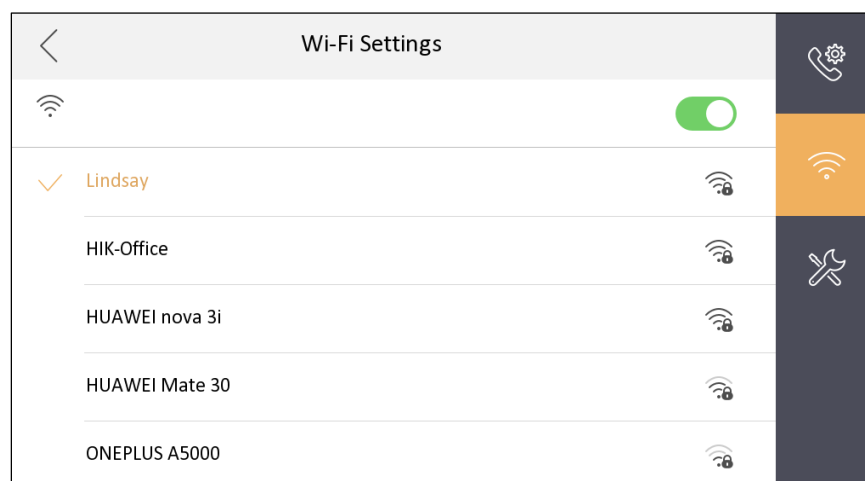 Wi-Fi Settings
Lindsay
HIK-Office
HUAWEI nova 3i
HUAWEI Mate 30
ONEPLUS A5000